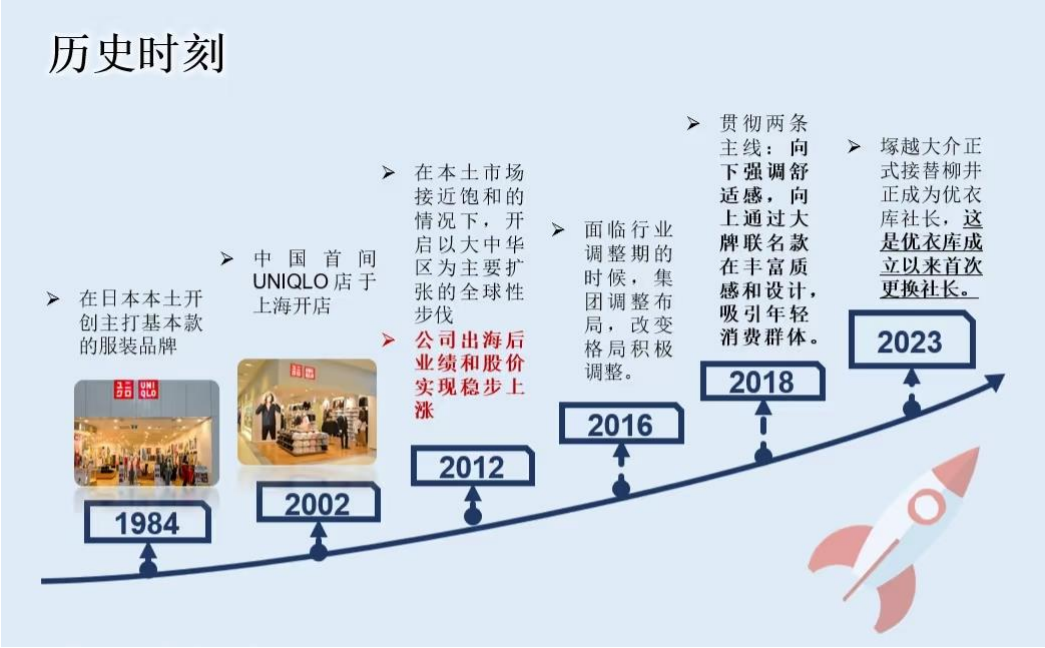 历史时刻
在日本本土开
创主打基本款
的服装品牌
1984
中国首间
UNIQLO店于
上海开店
2002
在本土市场
接近饱和的
情况下，开
启以大中华
区为主要扩
张的全球性
步伐
公司出海后
业绩和股价
实现稳步上
涨
2012
面临行业
调整期的
时候，集
团调整布
局，改变
格局积极
调整。
2016
贯彻两条
主线：向
下强调舒
适感，向
上通过大
牌联名款
在丰富质
感和设计，
吸引年轻
消费群体。
2018
塚越大介正
式接替柳井
正成为优衣
库社长，这
是优衣库成
立以来首次
更换社长。
2023
UNI
QLO